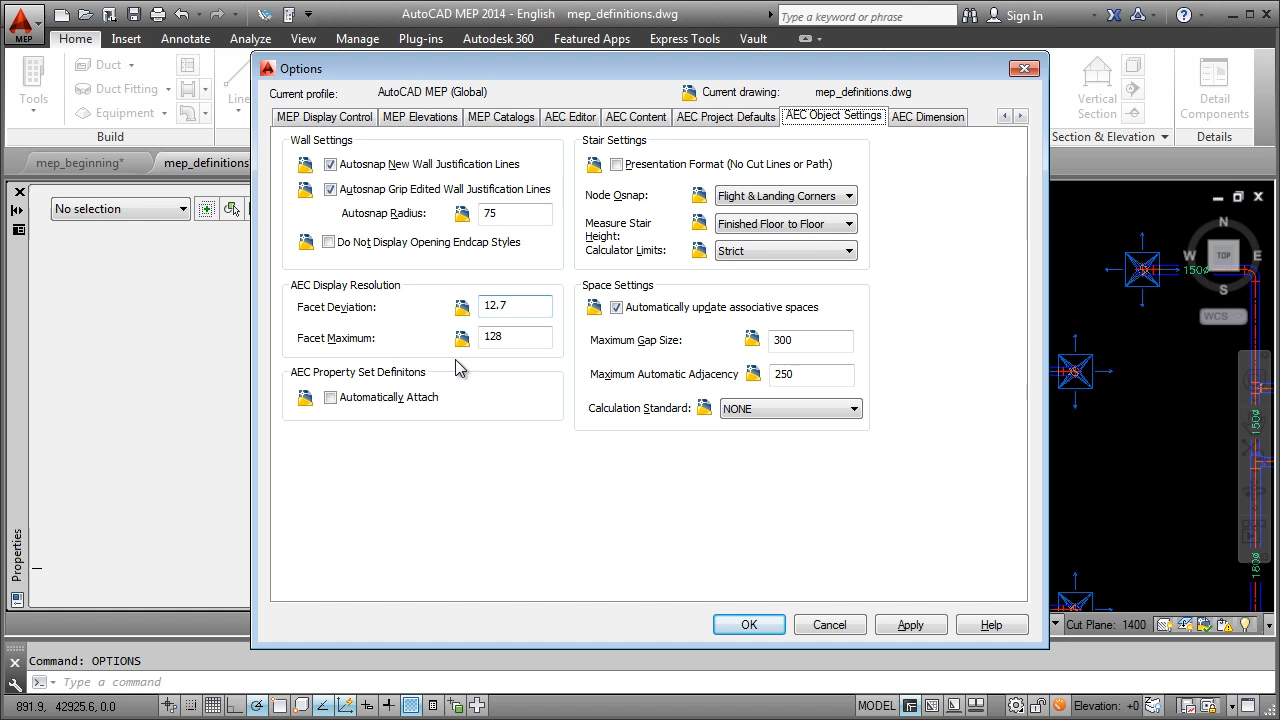 AutoCAD MEP 2014 - English mep_definitions.dwg
Type a keyword or phrase
Sign In
MEP
Home Insert Annotate Analyze View Manage Plug-ins Autodesk 360 Featured Apps Express Tools Vault
Tools
Duct
Duct Fitting
Equipment
Build
Line
Vertical Section
Section & Elevation
Detail Components
Details
mep_beginning*
mep_definitions
No selection
Properties
Options
Current profile: AutoCAD MEP (Global)
Current drawing: mep_definitions.dwg
MEP Display Control MEP Elevations MEP Catalogs AEC Editor AEC Content AEC Project Defaults AEC Object Settings AEC Dimension
Wall Settings
Autosnap New Wall Justification Lines
Autosnap Grip Edited Wall Justification Lines
Autosnap Radius: 75
Do Not Display Opening Endcap Styles
AEC Display Resolution
Facet Deviation: 12.7
Facet Maximum: 128
AEC Property Set Definitons
Automatically Attach
Stair Settings
Presentation Format (No Cut Lines or Path)
Node Osnap: Flight & Landing Corners
Measure Stair Height: Finished Floor to Floor
Calculator Limits: Strict
Space Settings
Automatically update associative spaces
Maximum Gap Size: 300
Maximum Automatic Adjacency 250
Calculation Standard: NONE
OK Cancel Apply Help
N
W TOP E
S
WCS
150ø
150ø
180ø
Cut Plane: 1400
Command: OPTIONS
Type a command
891.9, 42925.6, 0.0
MODEL
Elevation: +0